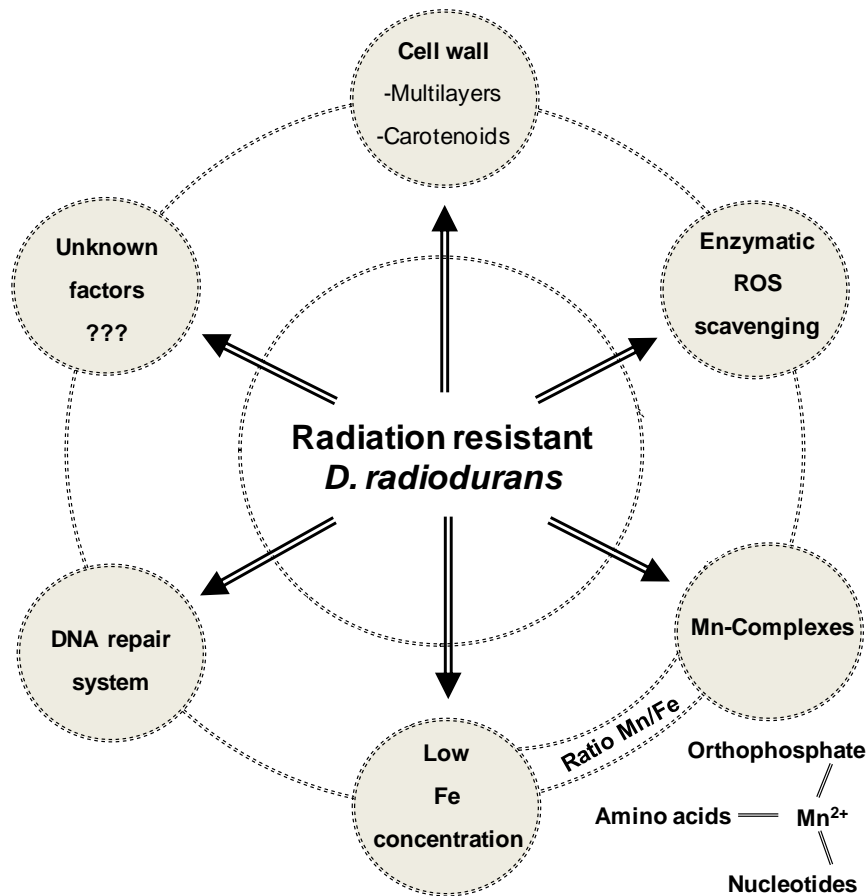 Cell wall
-Multilayers
-Carotenoids
Unknown
factors
???
Enzymatic
ROS
scavenging
Radiation resistant
D. radiodurans
DNA repair
system
Mn-Complexes
Low
Fe
concentration
Ratio Mn/Fe
Orthophosphate
Amino acids
Mn²⁺
Nucleotides